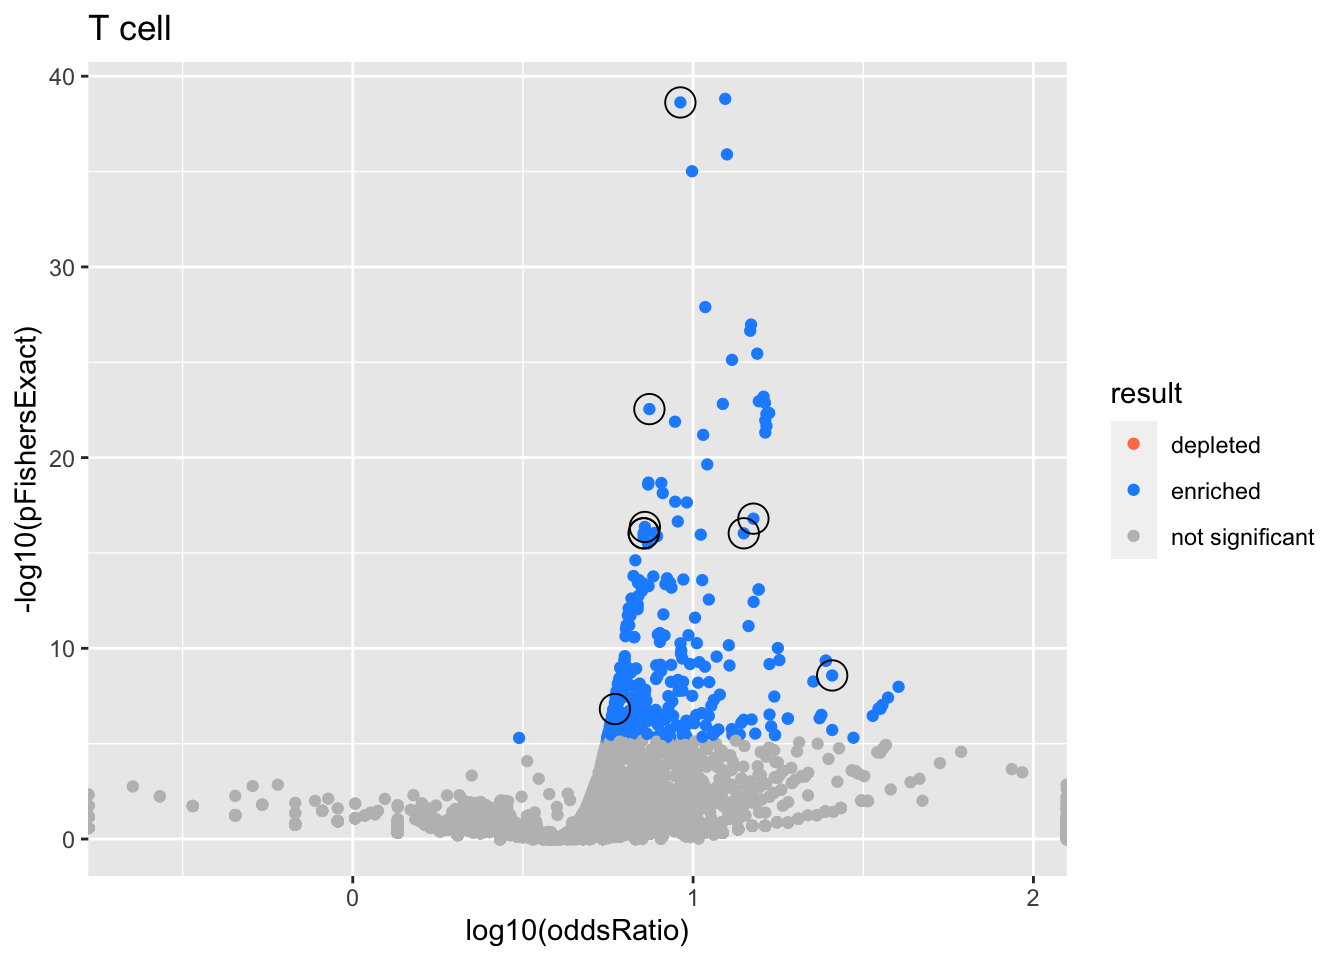 T cell
40
30
20
10
0
-log10(pFishersExact)
0
1
2
log10(oddsRatio)
result
depleted
enriched
not significant